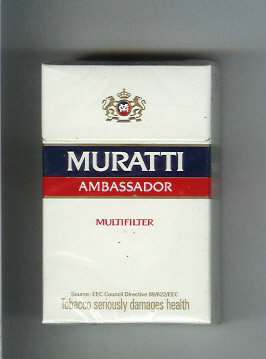 MURATTI
AMBASSADOR
MULTIFILTER
Source: EEC Council Directive 89/622/EEC
Tobacco seriously damages health